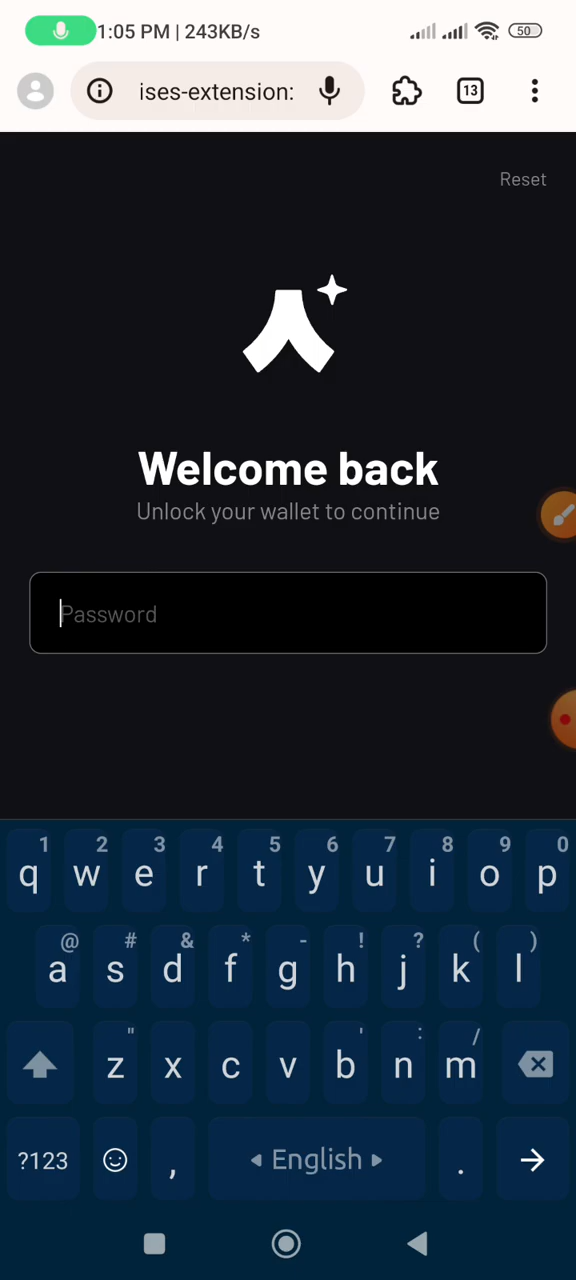 1:05 PM | 243KB/s
50
ises-extension:
13
Reset
Welcome back
Unlock your wallet to continue
Password
1 2 3 4 5 6 7 8 9 0
q w e r t y u i o p
@ # & * - ! ? ( )
a s d f g h j k l
" ' : /
z x c v b n m
?123 , English .